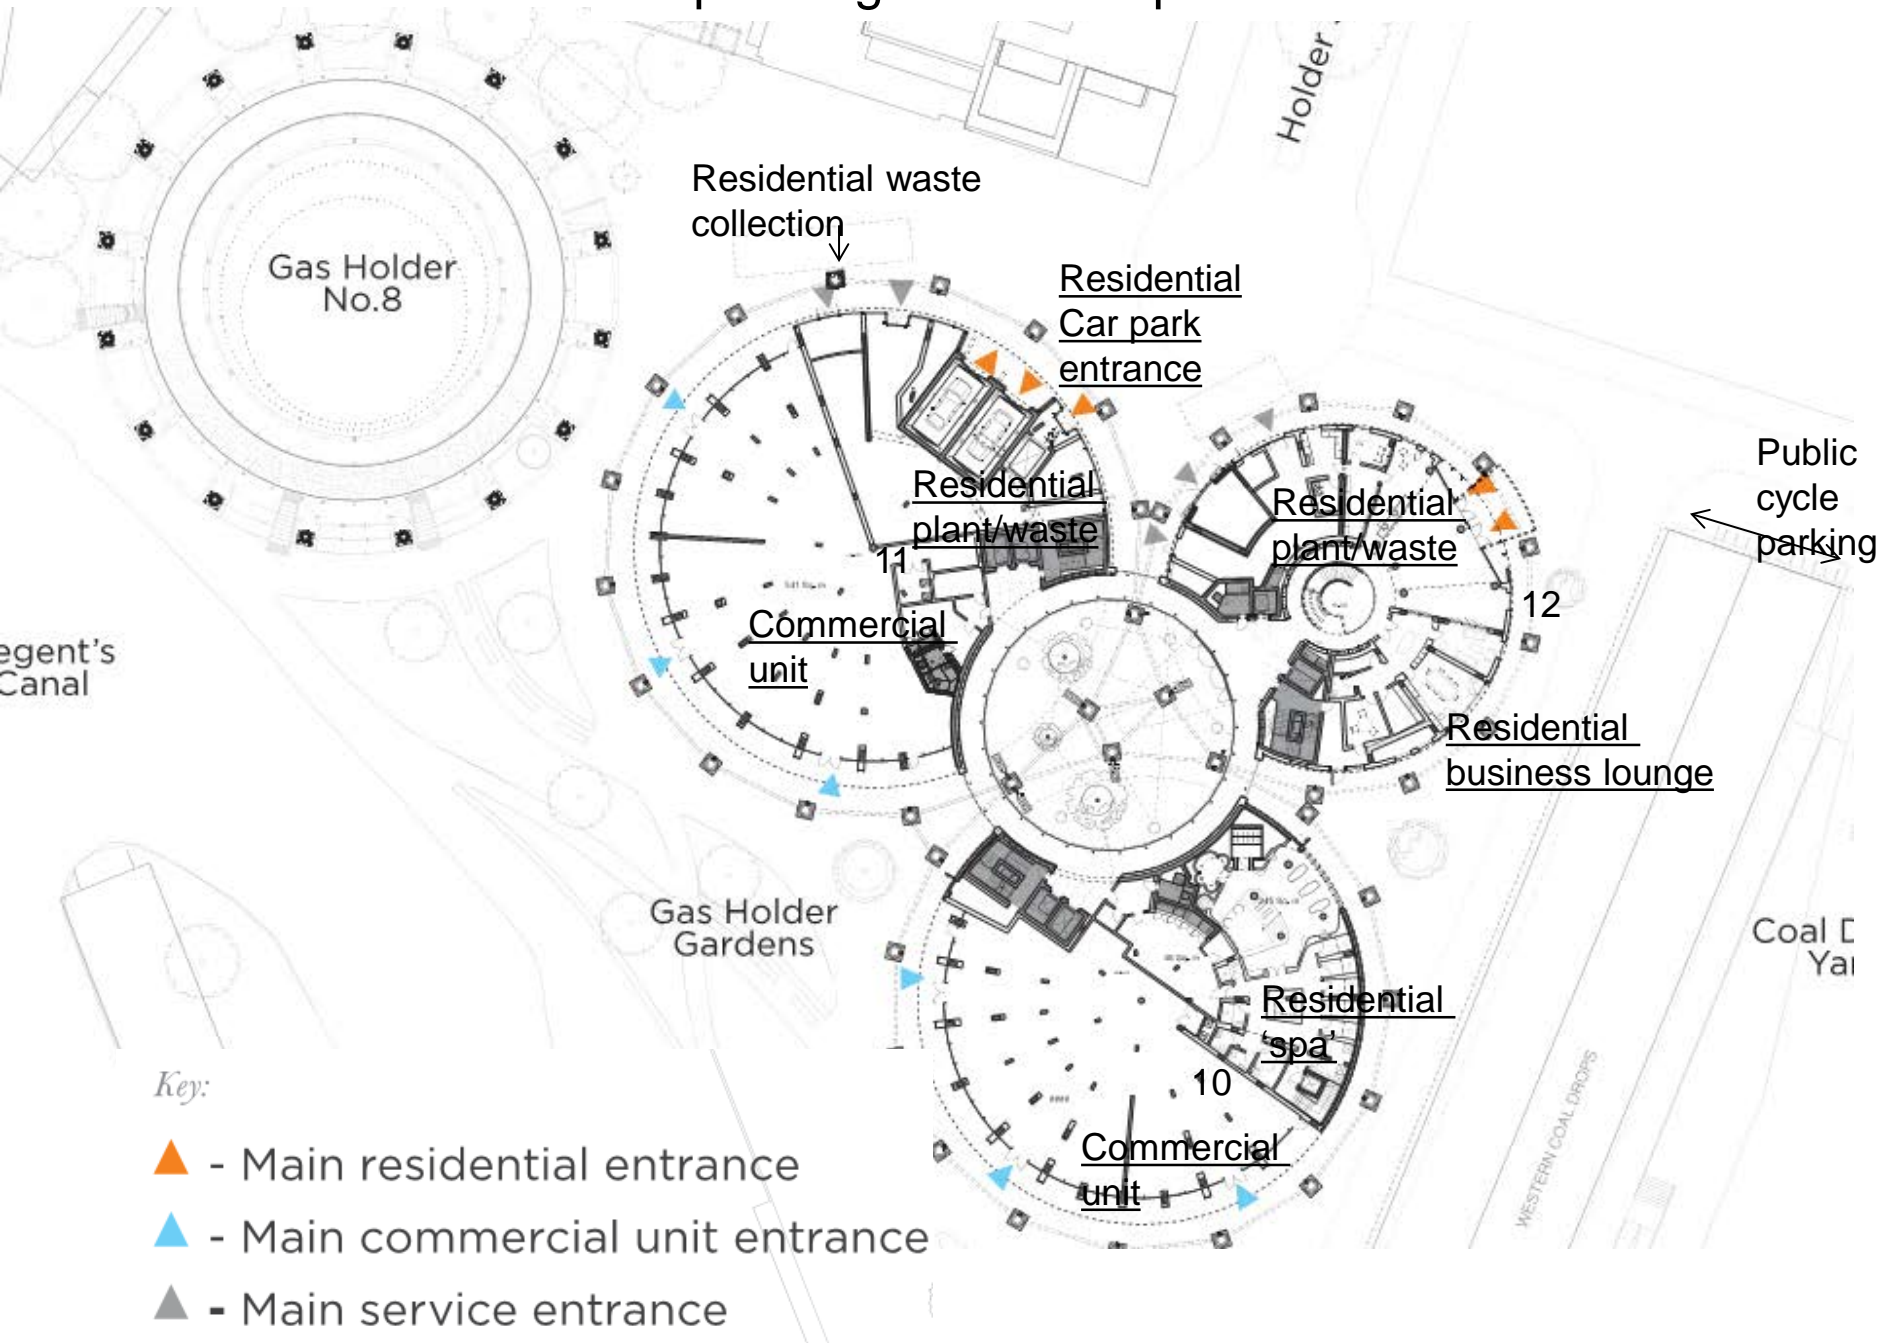 Holder
Residential waste
collection
Gas Holder
No.8
Residential
Car park
entrance
Public
cycle
parking
Residential
plant/waste
Residential
plant/waste
11
12
Commercial
unit
egent's
Canal
Residential
business lounge
Gas Holder
Gardens
Coal D
Yar
Residential
'spa'
10
WESTERN COAL DROPS
Commercial
unit
Key:
- Main residential entrance
- Main commercial unit entrance
- Main service entrance